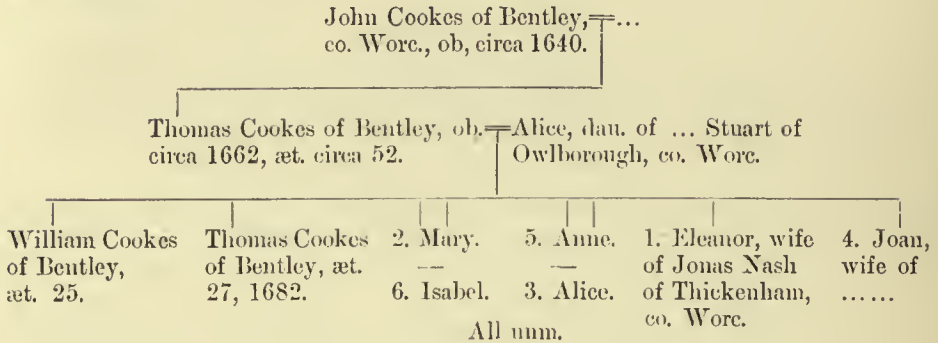 John Cookes of Bentley,=...
co. Worc., ob, circa 1640.
Thomas Cookes of Bentley, ob.=Alice, dau. of ... Stuart of
circa 1662, æt. circa 52.
Owlborough, co. Worc.
William Cookes
of Bentley,
æt. 25.
Thomas Cookes
of Bentley, æt.
27, 1682.
2. Mary.
—
6. Isabel.
5. Anne.
—
3. Alice.
All unm.
1. Eleanor, wife
of Jonas Nash
of Thickenham,
co. Worc.
4. Joan,
wife of
......